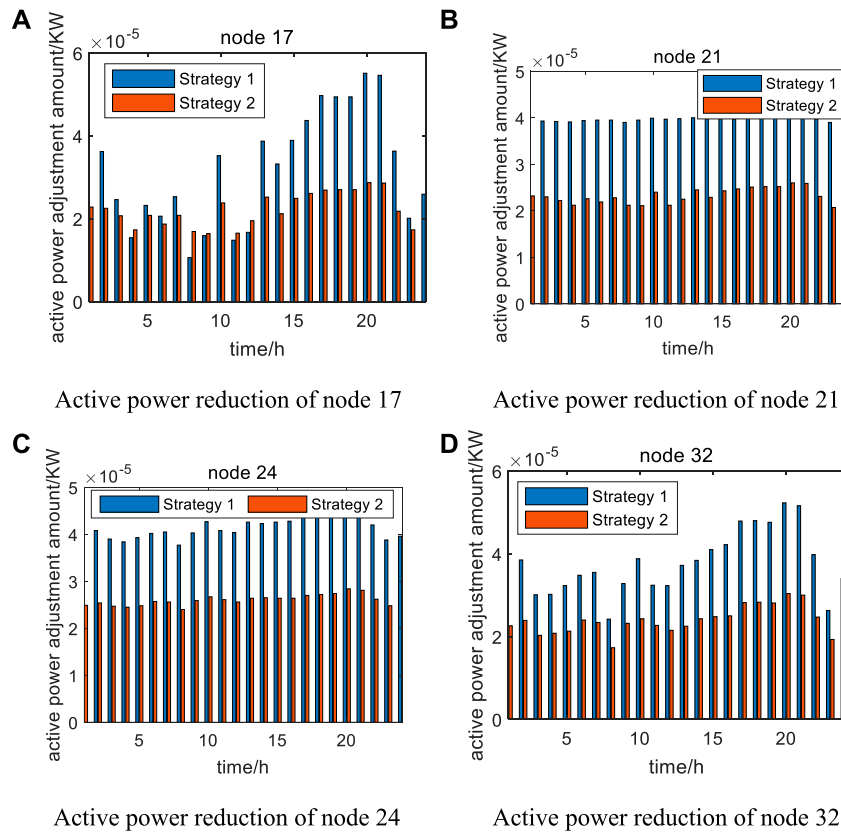 A
×10⁻⁵
node 17
6
4
2
0
active power adjustment amount/KW
Strategy 1
Strategy 2
5
10
15
20
time/h
Active power reduction of node 17
B
×10⁻⁵
node 21
5
4
3
2
1
0
active power adjustment amount/KW
Strategy 1
Strategy 2
5
10
15
20
time/h
Active power reduction of node 21
C
×10⁻⁵
node 24
5
4
3
2
1
0
active power adjustment amount/KW
Strategy 1 Strategy 2
5
10
15
20
time/h
Active power reduction of node 24
D
×10⁻⁵
node 32
6
4
2
0
active power adjustment amount/KW
Strategy 1
Strategy 2
5
10
15
20
time/h
Active power reduction of node 32